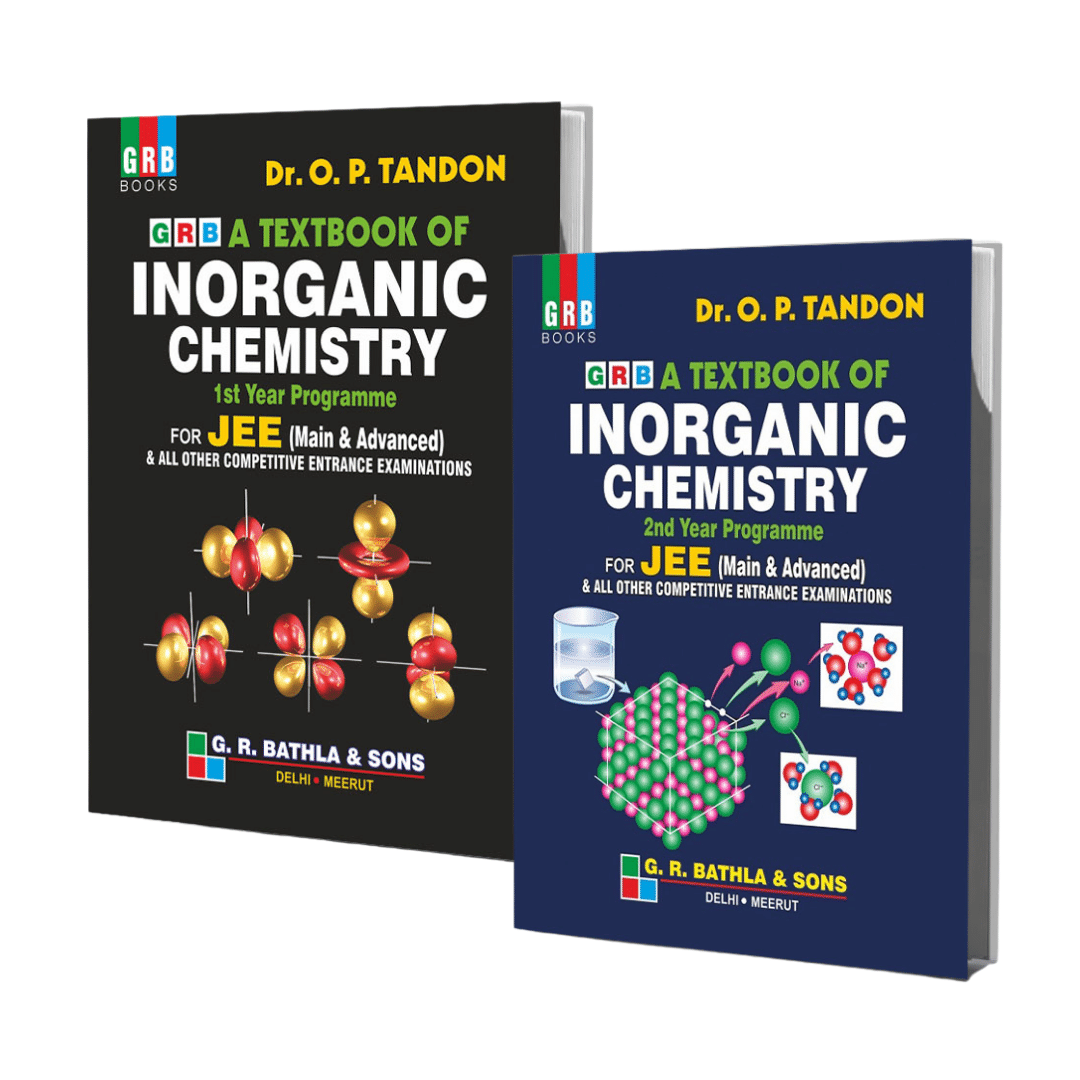 GRB
BOOKS
Dr. O. P. TANDON
GRB A TEXTBOOK OF
INORGANIC
CHEMISTRY
1st Year Programme
FOR JEE (Main & Advanced)
& ALL OTHER COMPETITIVE ENTRANCE EXAMINATIONS
G. R. BATHLA & SONS
DELHI • MEERUT
GRB
BOOKS
Dr. O. P. TANDON
GRB A TEXTBOOK OF
INORGANIC
CHEMISTRY
2nd Year Programme
FOR JEE (Main & Advanced)
& ALL OTHER COMPETITIVE ENTRANCE EXAMINATIONS
Na⁺
Na⁺
G. R. BATHLA & SONS
DELHI • MEERUT